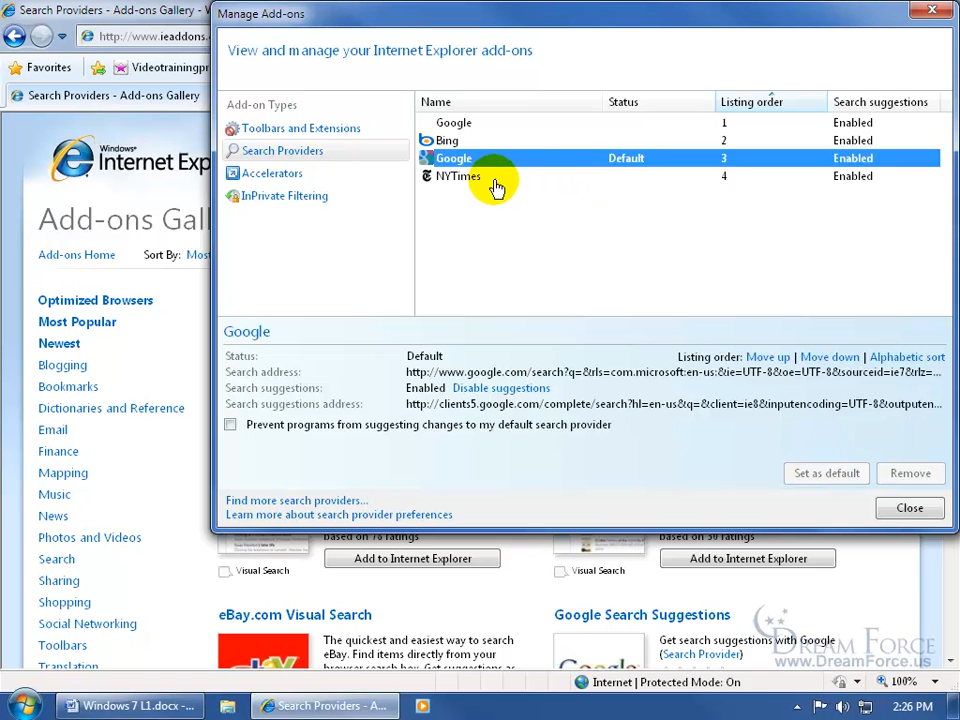 Search Providers - Add-ons Gallery - W
Manage Add-ons
http://www.ieaddons.
View and manage your Internet Explorer add-ons
Favorites
Videotrainingpr
Search Providers - Add-ons Gallery
Add-on Types
Toolbars and Extensions
Search Providers
Accelerators
InPrivate Filtering
Name Status Listing order Search suggestions
Google 1 Enabled
Bing 2 Enabled
Google Default 3 Enabled
NYTimes 4 Enabled
Windows®
Internet Exp
Add-ons Gall
Add-ons Home Sort By: Mos
Optimized Browsers
Most Popular
Newest
Blogging
Bookmarks
Dictionaries and Reference
Email
Finance
Mapping
Music
News
Photos and Videos
Search
Sharing
Shopping
Social Networking
Toolbars
Translation
Google
Status: Default
Listing order: Move up | Move down | Alphabetic sort
Search address: http://www.google.com/search?q=&rls=com.microsoft:en-us:&ie=UTF-8&oe=UTF-8&sourceid=ie7&rlz=...
Search suggestions: Enabled Disable suggestions
Search suggestions address: http://clients5.google.com/complete/search?hl=en-us&q=&client=ie8&inputencoding=UTF-8&outputen...
Prevent programs from suggesting changes to my default search provider
Set as default Remove
Find more search providers...
Learn more about search provider preferences
Close
based on 78 ratings
Add to Internet Explorer Add to Internet Explorer
Visual Search Visual Search
eBay.com Visual Search
The quickest and easiest way to search
eBay. Find items directly from your
Google Search Suggestions
Get search suggestions with Google
(Search Provider)
DREAM FORCE
www.DreamForce.us
Internet | Protected Mode: On 100%
Windows 7 L1.docx -...
Search Providers - A...
2:26 PM